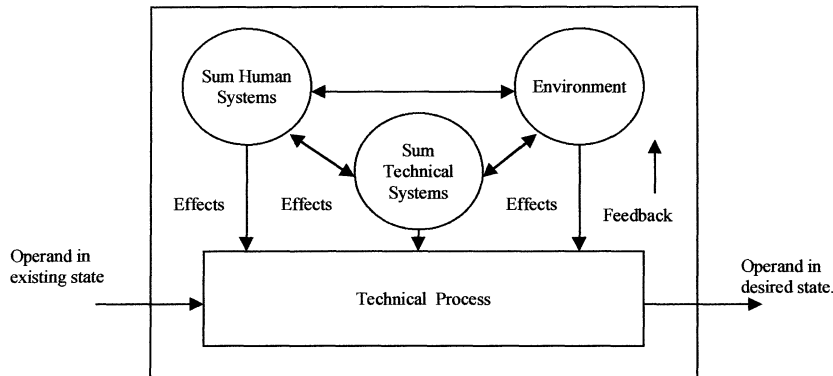 Sum Human
Systems
Environment
Sum
Technical
Systems
Effects
Effects
Effects
Feedback
Operand in
existing state
Technical Process
Operand in
desired state.